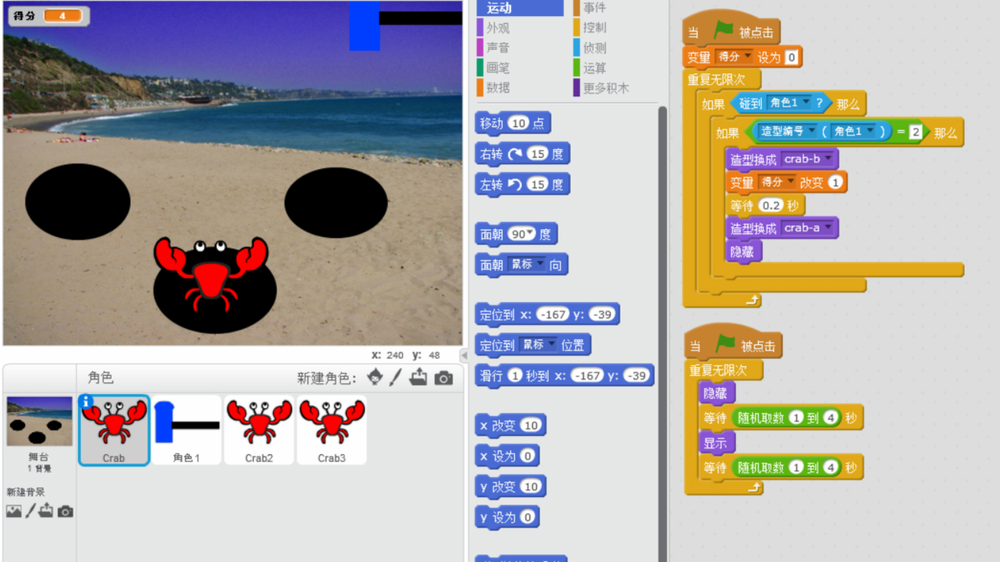 得分 4
x: 240 y: 48
角色
新建角色:
舞台
1 背景
新建背景
Crab
角色1
Crab2
Crab3
运动
外观
声音
画笔
数据
事件
控制
侦测
运算
更多积木
移动 10 点
右转 15 度
左转 15 度
面朝 90 度
面朝 鼠标 向
定位到 x: -167 y: -39
定位到 鼠标 位置
滑行 1 秒到 x: -167 y: -39
x 改变 10
x 设为 0
y 改变 10
y 设为 0
当 被点击
变量 得分 设为 0
重复无限次
如果 碰到 角色1 ? 那么
如果 造型编号 ( 角色1 ) = 2 那么
造型换成 crab-b
变量 得分 改变 1
等待 0.2 秒
造型换成 crab-a
隐藏
当 被点击
重复无限次
隐藏
等待 随机取数 1 到 4 秒
显示
等待 随机取数 1 到 4 秒